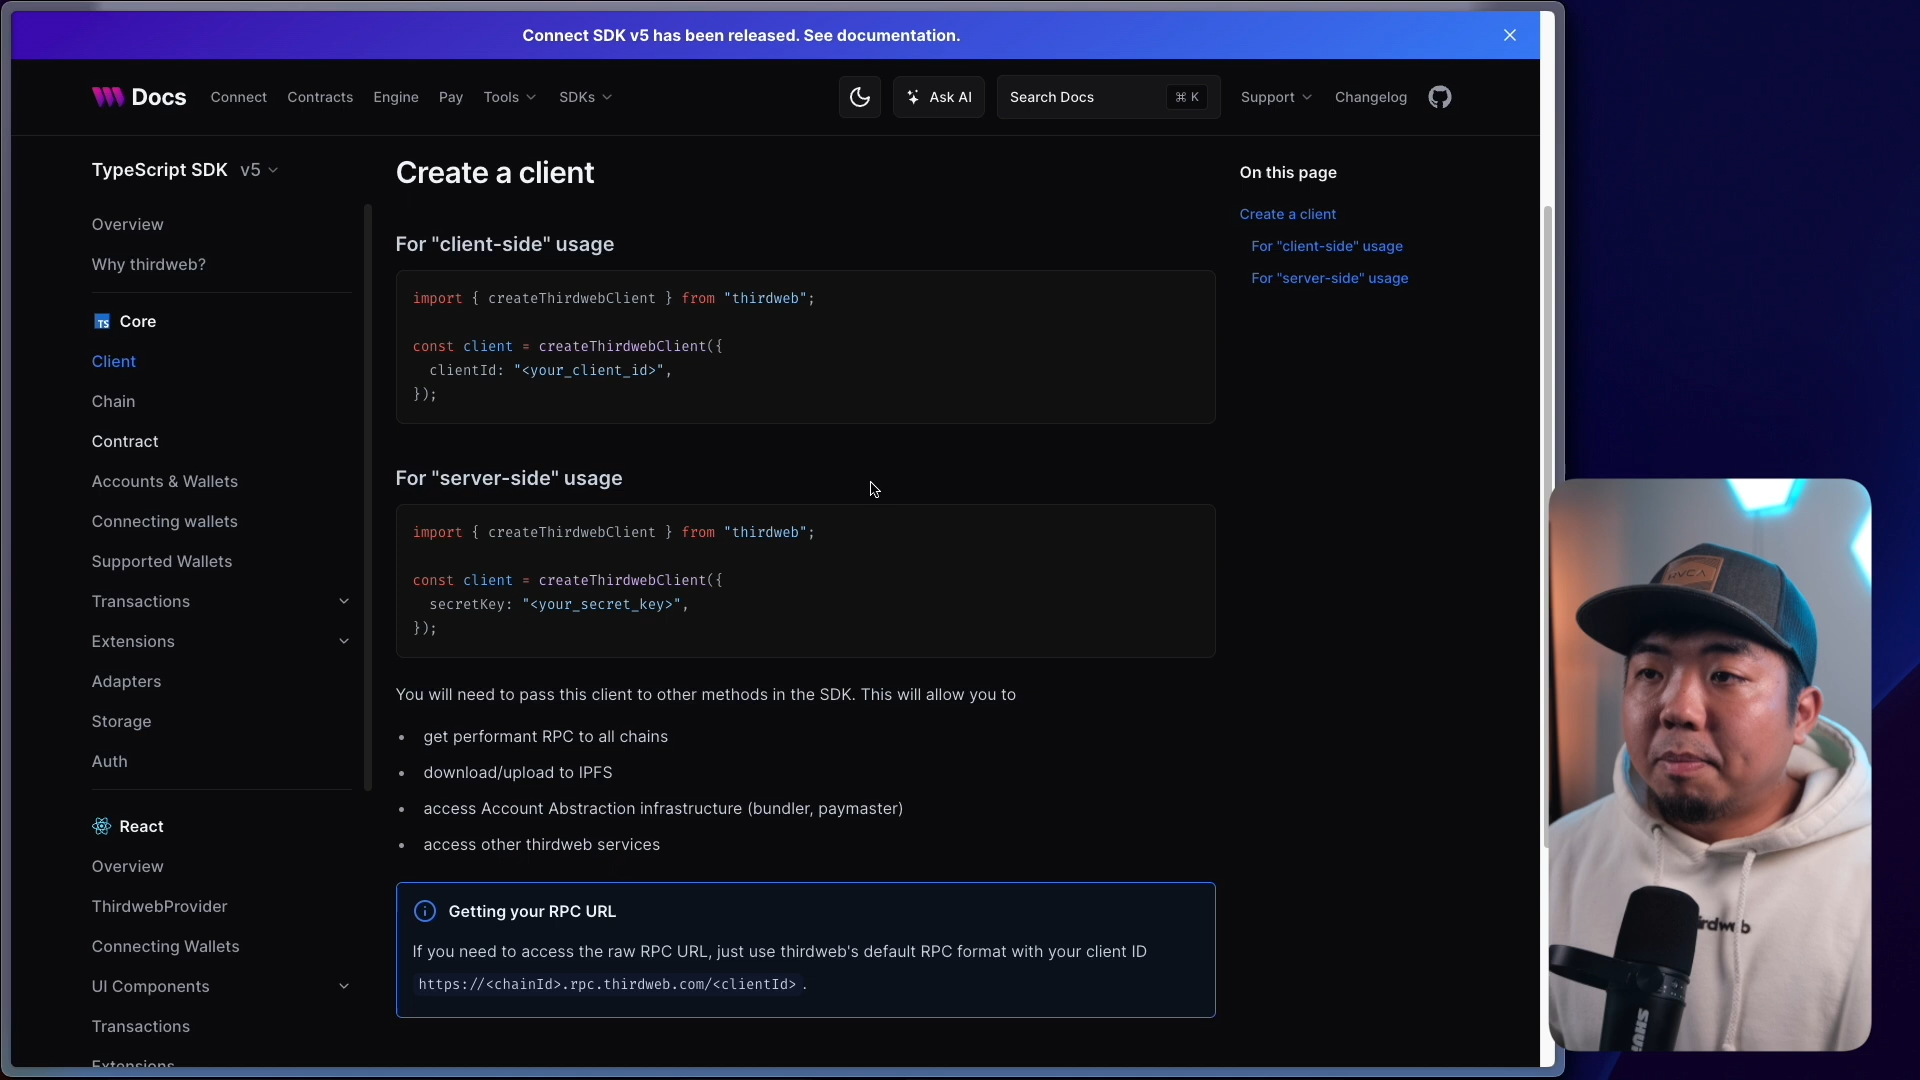 Connect SDK v5 has been released. See documentation.
Docs
Connect
Contracts
Engine
Pay
Tools
SDKs
Ask AI
Search Docs
⌘ K
Support
Changelog
TypeScript SDK v5
Overview
Why thirdweb?
TS Core
Client
Chain
Contract
Accounts & Wallets
Connecting wallets
Supported Wallets
Transactions
Extensions
Adapters
Storage
Auth
React
Overview
ThirdwebProvider
Connecting Wallets
UI Components
Transactions
Extensions
Create a client
For "client-side" usage
import { createThirdwebClient } from "thirdweb";
const client = createThirdwebClient({
clientId: "<your_client_id>",
});
For "server-side" usage
import { createThirdwebClient } from "thirdweb";
const client = createThirdwebClient({
secretKey: "<your_secret_key>",
});
You will need to pass this client to other methods in the SDK. This will allow you to
• get performant RPC to all chains
• download/upload to IPFS
• access Account Abstraction infrastructure (bundler, paymaster)
• access other thirdweb services
Getting your RPC URL
If you need to access the raw RPC URL, just use thirdweb's default RPC format with your client ID
https://<chainId>.rpc.thirdweb.com/<clientId> .
On this page
Create a client
For "client-side" usage
For "server-side" usage
HVCA